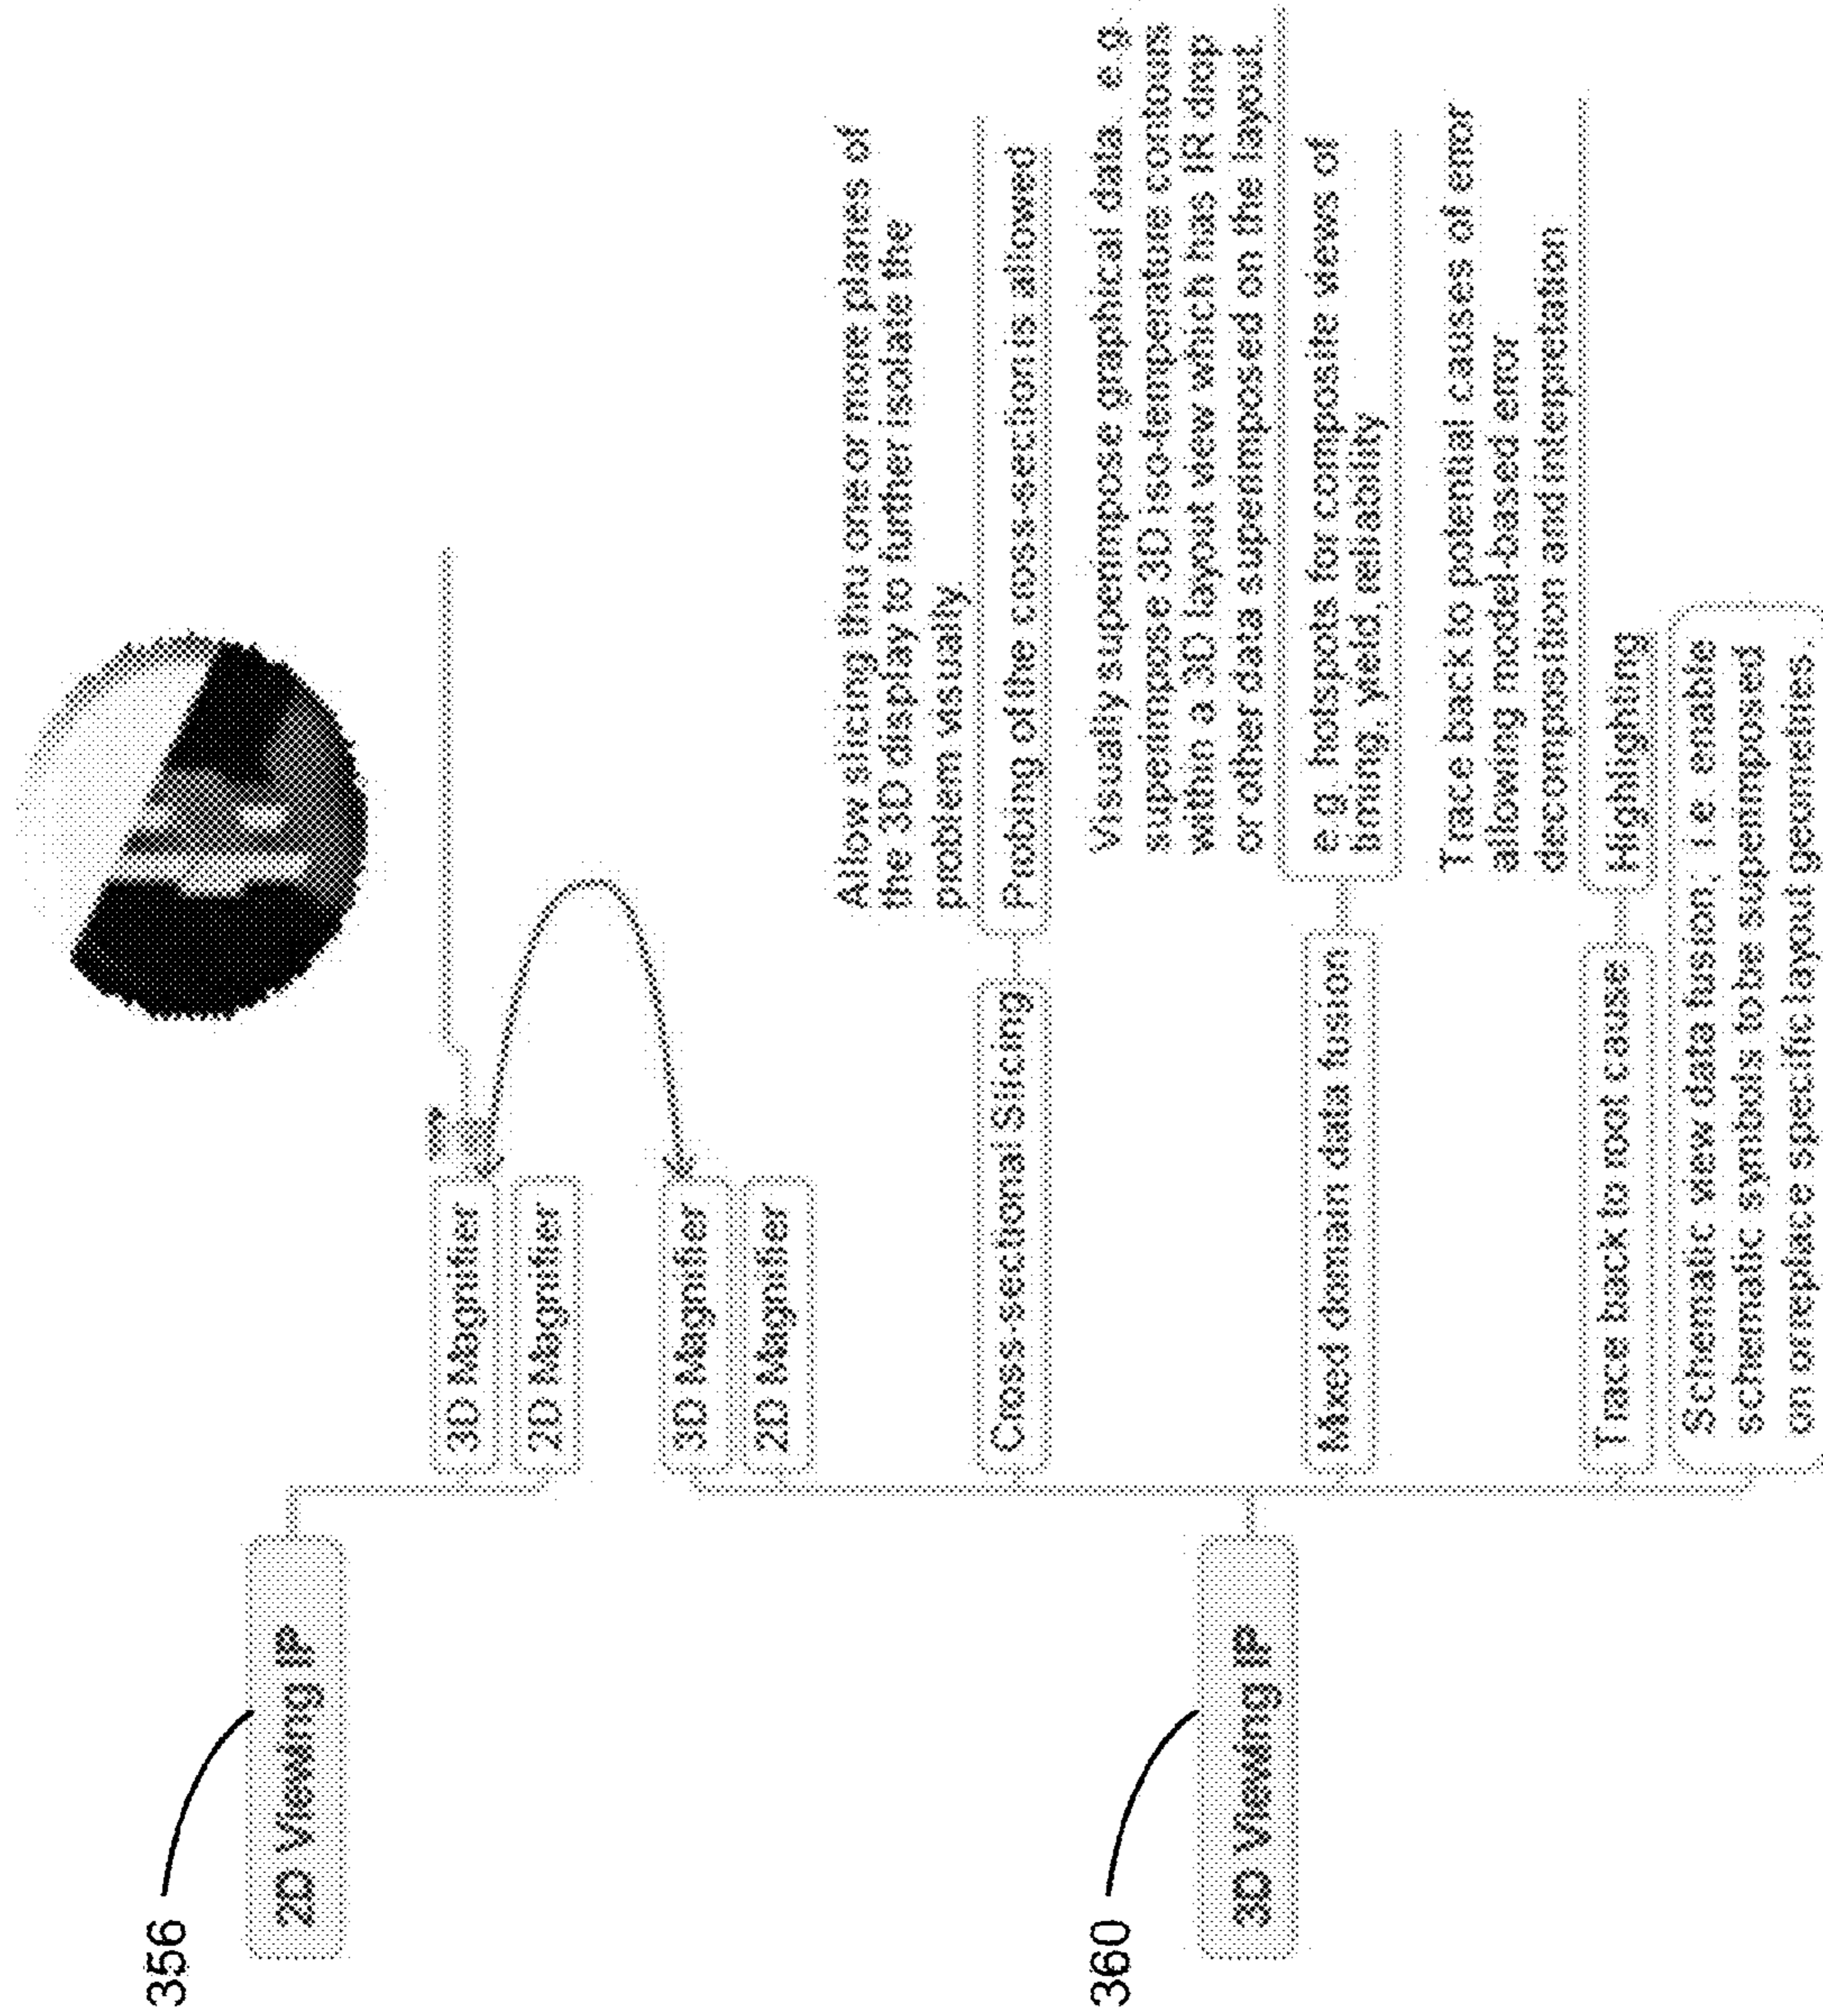 356
2D Viewing IP
3D Magnifier
2D Magnifier
360
3D Viewing IP
3D Magnifier
2D Magnifier
Cross-sectional Slicing
Allow slicing thru one or more planes of
the 3D display to further isolate the
problem visually.
Probing of the cross-section is allowed
Mixed domain data fusion
Visually superimpose graphical data. e.g.
superimpose 3D iso-temperature contours
within a 3D layout view which has IR drop
or other data superimposed on the layout.
e.g. hotspots for composite views of
timing, yield, reliability
Trace back to root cause
Trace back to potential causes of error
allowing model-based error
decomposition and interpretation
Highlighting
Schematic view data fusion, i.e. enable
schematic symbols to be superimposed
on or replace specific layout geometries.